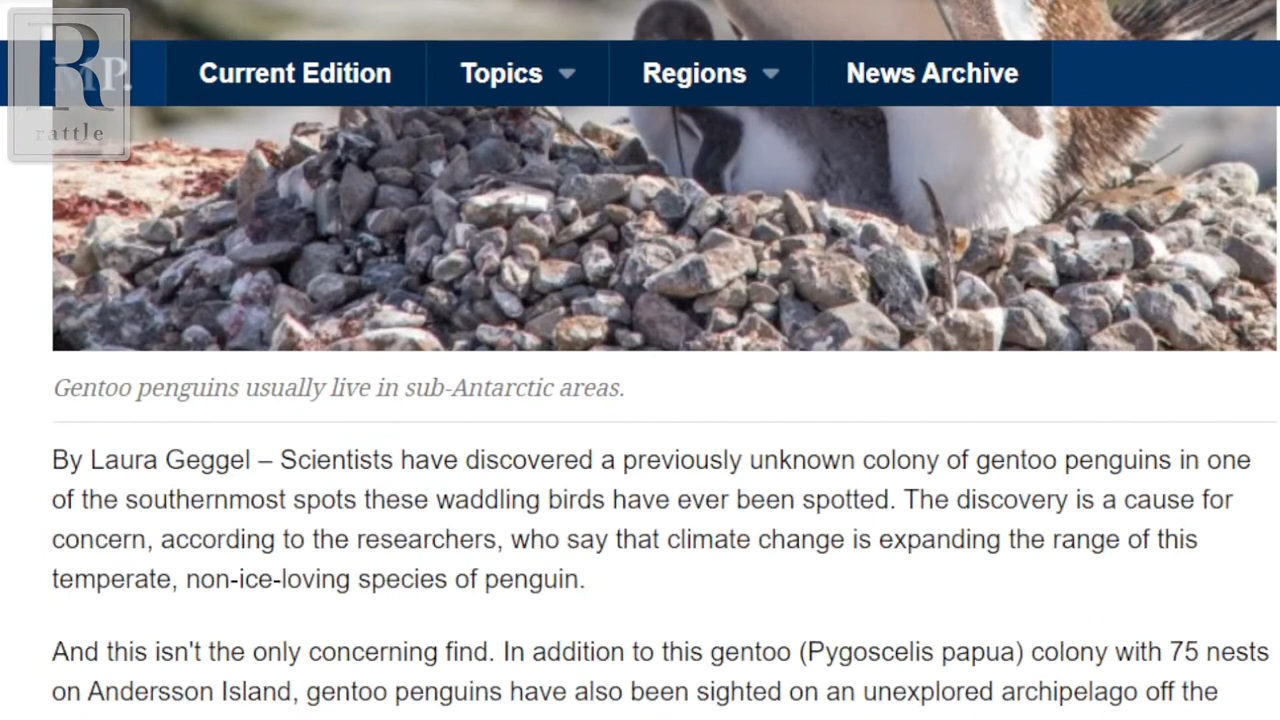 MP.
R
rattle
Current Edition
Topics
Regions
News Archive
Gentoo penguins usually live in sub-Antarctic areas.
By Laura Geggel – Scientists have discovered a previously unknown colony of gentoo penguins in one
of the southernmost spots these waddling birds have ever been spotted. The discovery is a cause for
concern, according to the researchers, who say that climate change is expanding the range of this
temperate, non-ice-loving species of penguin.
And this isn't the only concerning find. In addition to this gentoo (Pygoscelis papua) colony with 75 nests
on Andersson Island, gentoo penguins have also been sighted on an unexplored archipelago off the